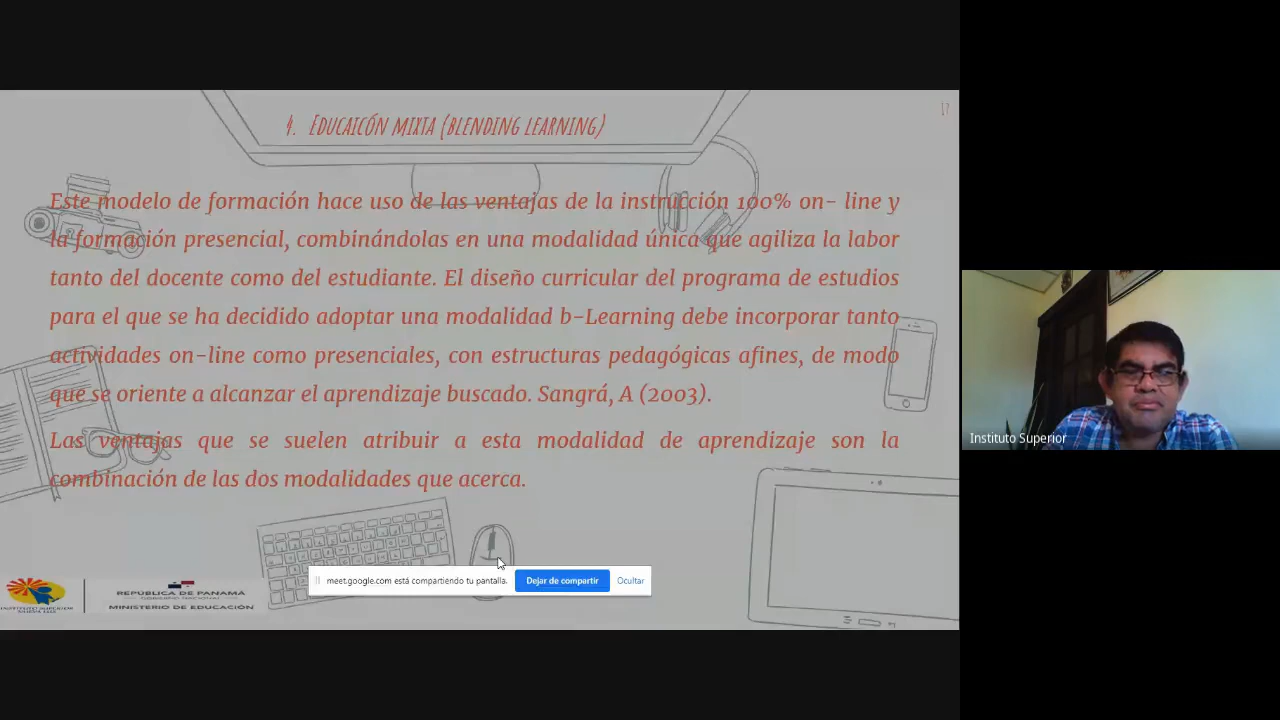 4. Educaicón mixta (blending learning)
17
Este modelo de formación hace uso de las ventajas de la instrucción 100% on- line y
la formación presencial, combinándolas en una modalidad única que agiliza la labor
tanto del docente como del estudiante. El diseño curricular del programa de estudios
para el que se ha decidido adoptar una modalidad b-Learning debe incorporar tanto
actividades on-line como presenciales, con estructuras pedagógicas afines, de modo
que se oriente a alcanzar el aprendizaje buscado. Sangrá, A (2003).
Las ventajas que se suelen atribuir a esta modalidad de aprendizaje son la
combinación de las dos modalidades que acerca.
Instituto Superior
meet.google.com está compartiendo tu pantalla.
Dejar de compartir
Ocultar
INSTITUTO SUPERIOR
REPÚBLICA DE PANAMÁ
GOBIERNO NACIONAL
MINISTERIO DE EDUCACIÓN